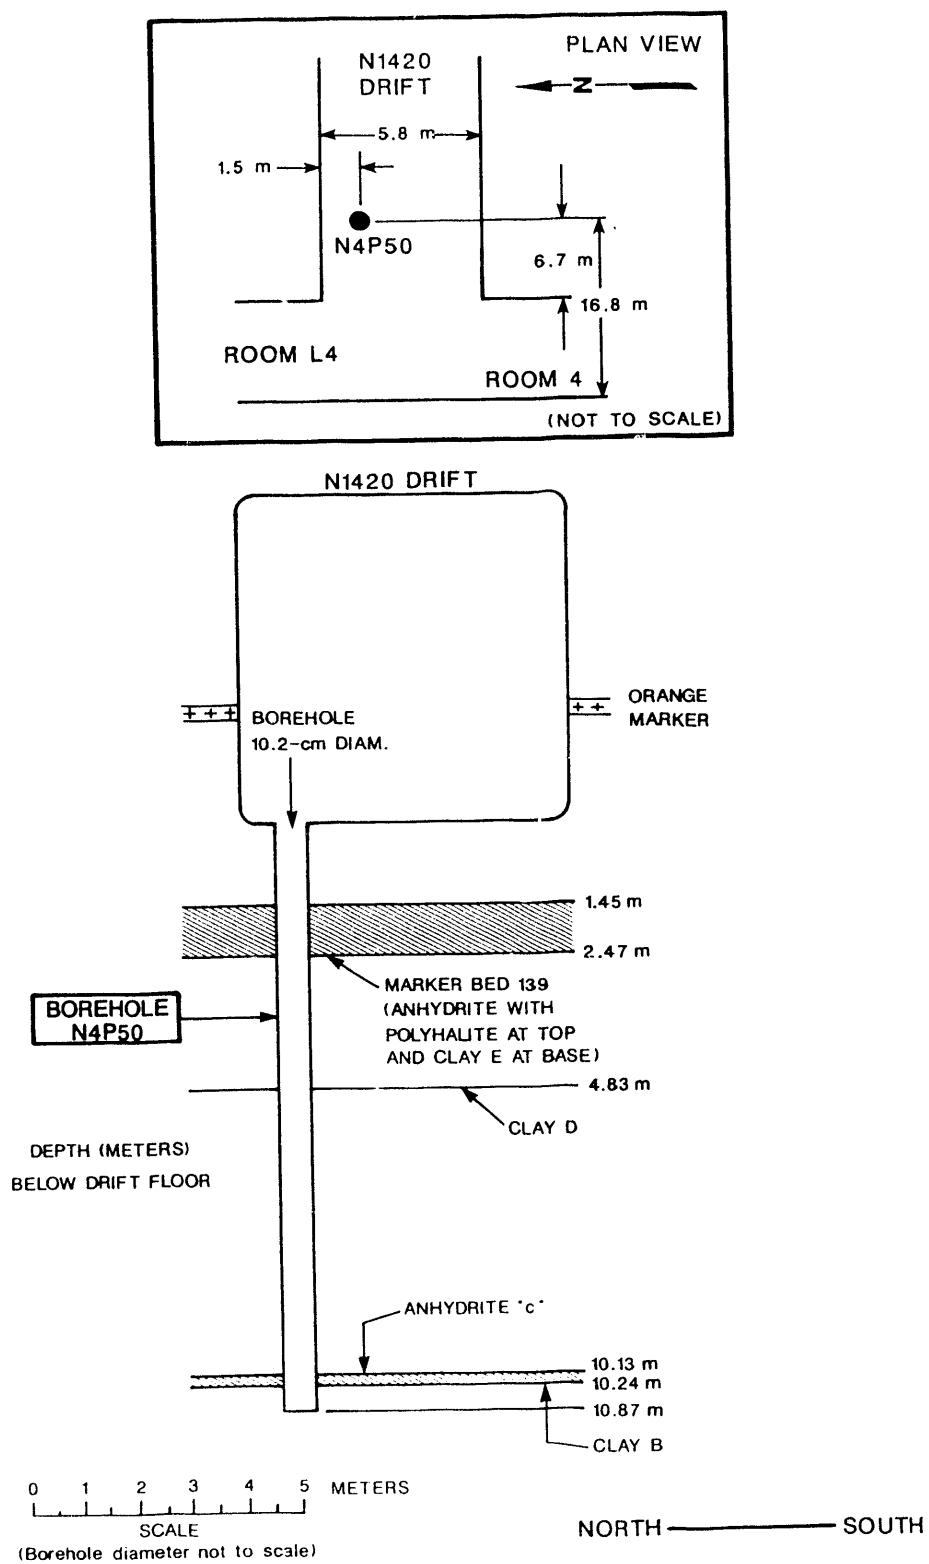 PLAN VIEW
N1420
DRIFT
N
5.8 m
1.5 m
N4P50
6.7 m
16.8 m
ROOM L4
ROOM 4
(NOT TO SCALE)
N1420 DRIFT
ORANGE
MARKER
BOREHOLE
10.2-cm DIAM.
1.45 m
2.47 m
MARKER BED 139
(ANHYDRITE WITH
POLYHALITE AT TOP
AND CLAY E AT BASE)
BOREHOLE
N4P50
4.83 m
CLAY D
DEPTH (METERS)
BELOW DRIFT FLOOR
ANHYDRITE "c"
10.13 m
10.24 m
10.87 m
CLAY B
0 1 2 3 4 5 METERS
SCALE
(Borehole diameter not to scale)
NORTH SOUTH